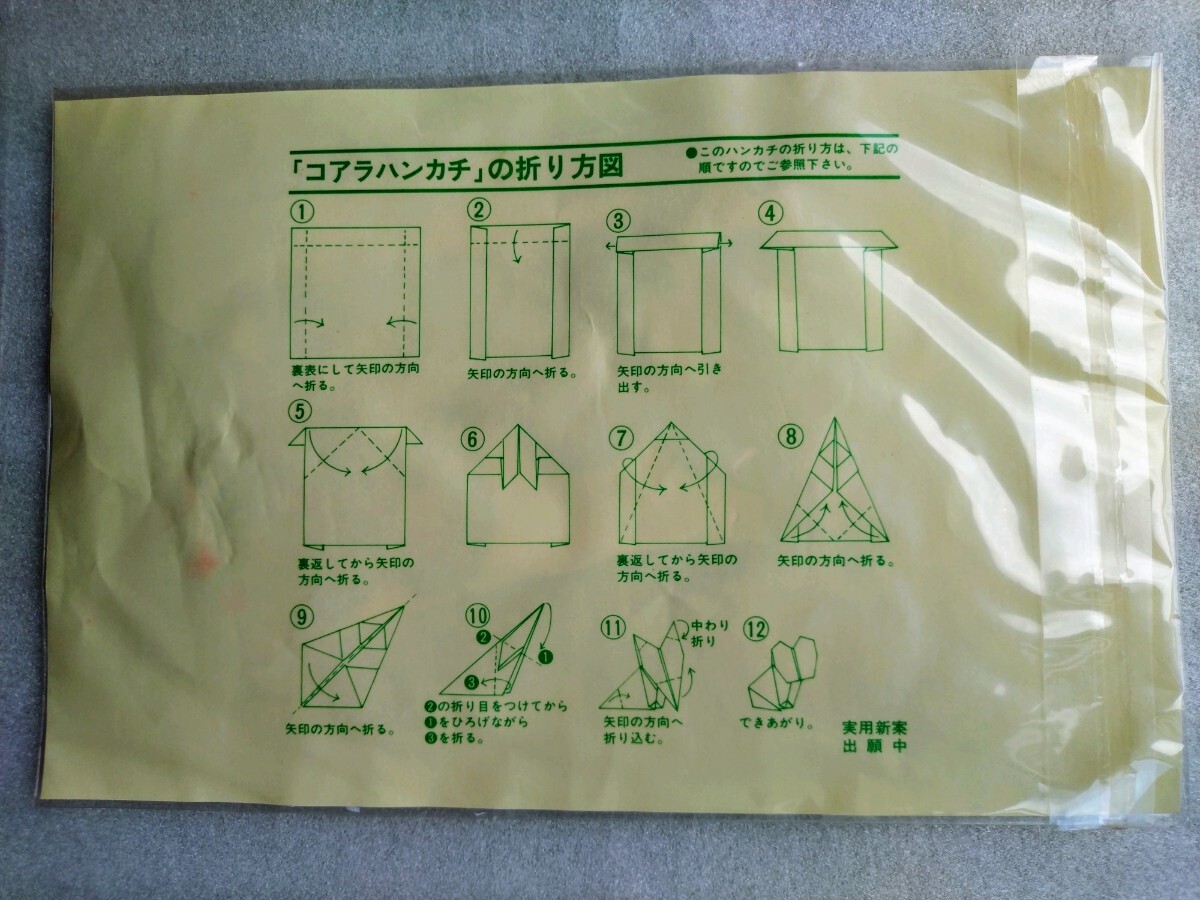 「コアラハンカチ」の折り方図
●このハンカチの折り方は、下記の
順ですのでご参照下さい。
①
裏表にして矢印の方向
へ折る。
②
矢印の方向へ折る。
③
矢印の方向へ引き
出す。
④
⑤
裏返してから矢印の
方向へ折る。
⑥
⑦
裏返してから矢印の
方向へ折る。
⑧
矢印の方向へ折る。
⑨
矢印の方向へ折る。
⑩
❷
❶
❸
❷の折り目をつけてから
❶をひろげながら
❸を折る。
⑪
中わり
折り
矢印の方向へ
折り込む。
⑫
できあがり。
実用新案
出願中